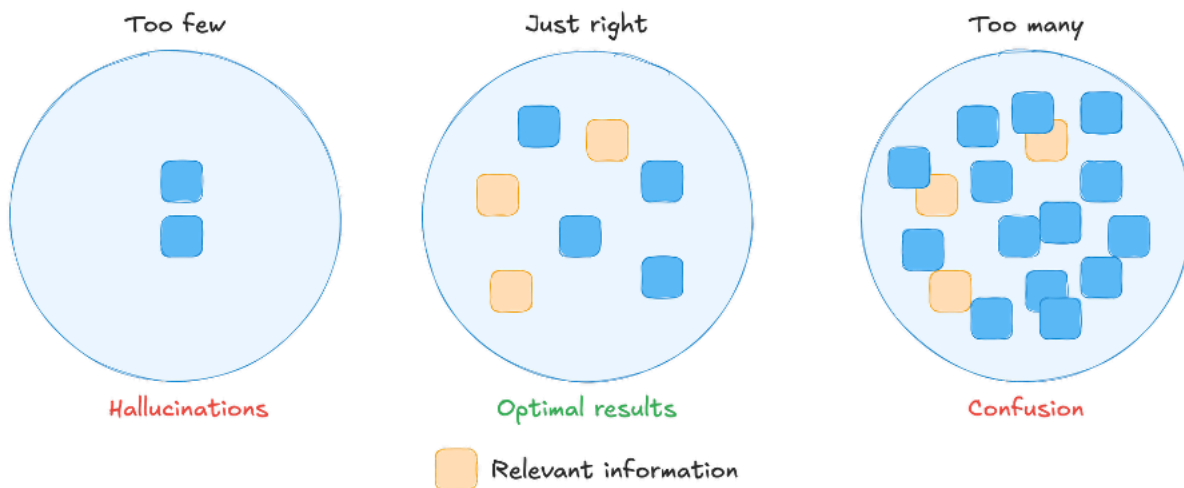 Too few
Just right
Too many
Hallucinations
Optimal results
Confusion
Relevant information